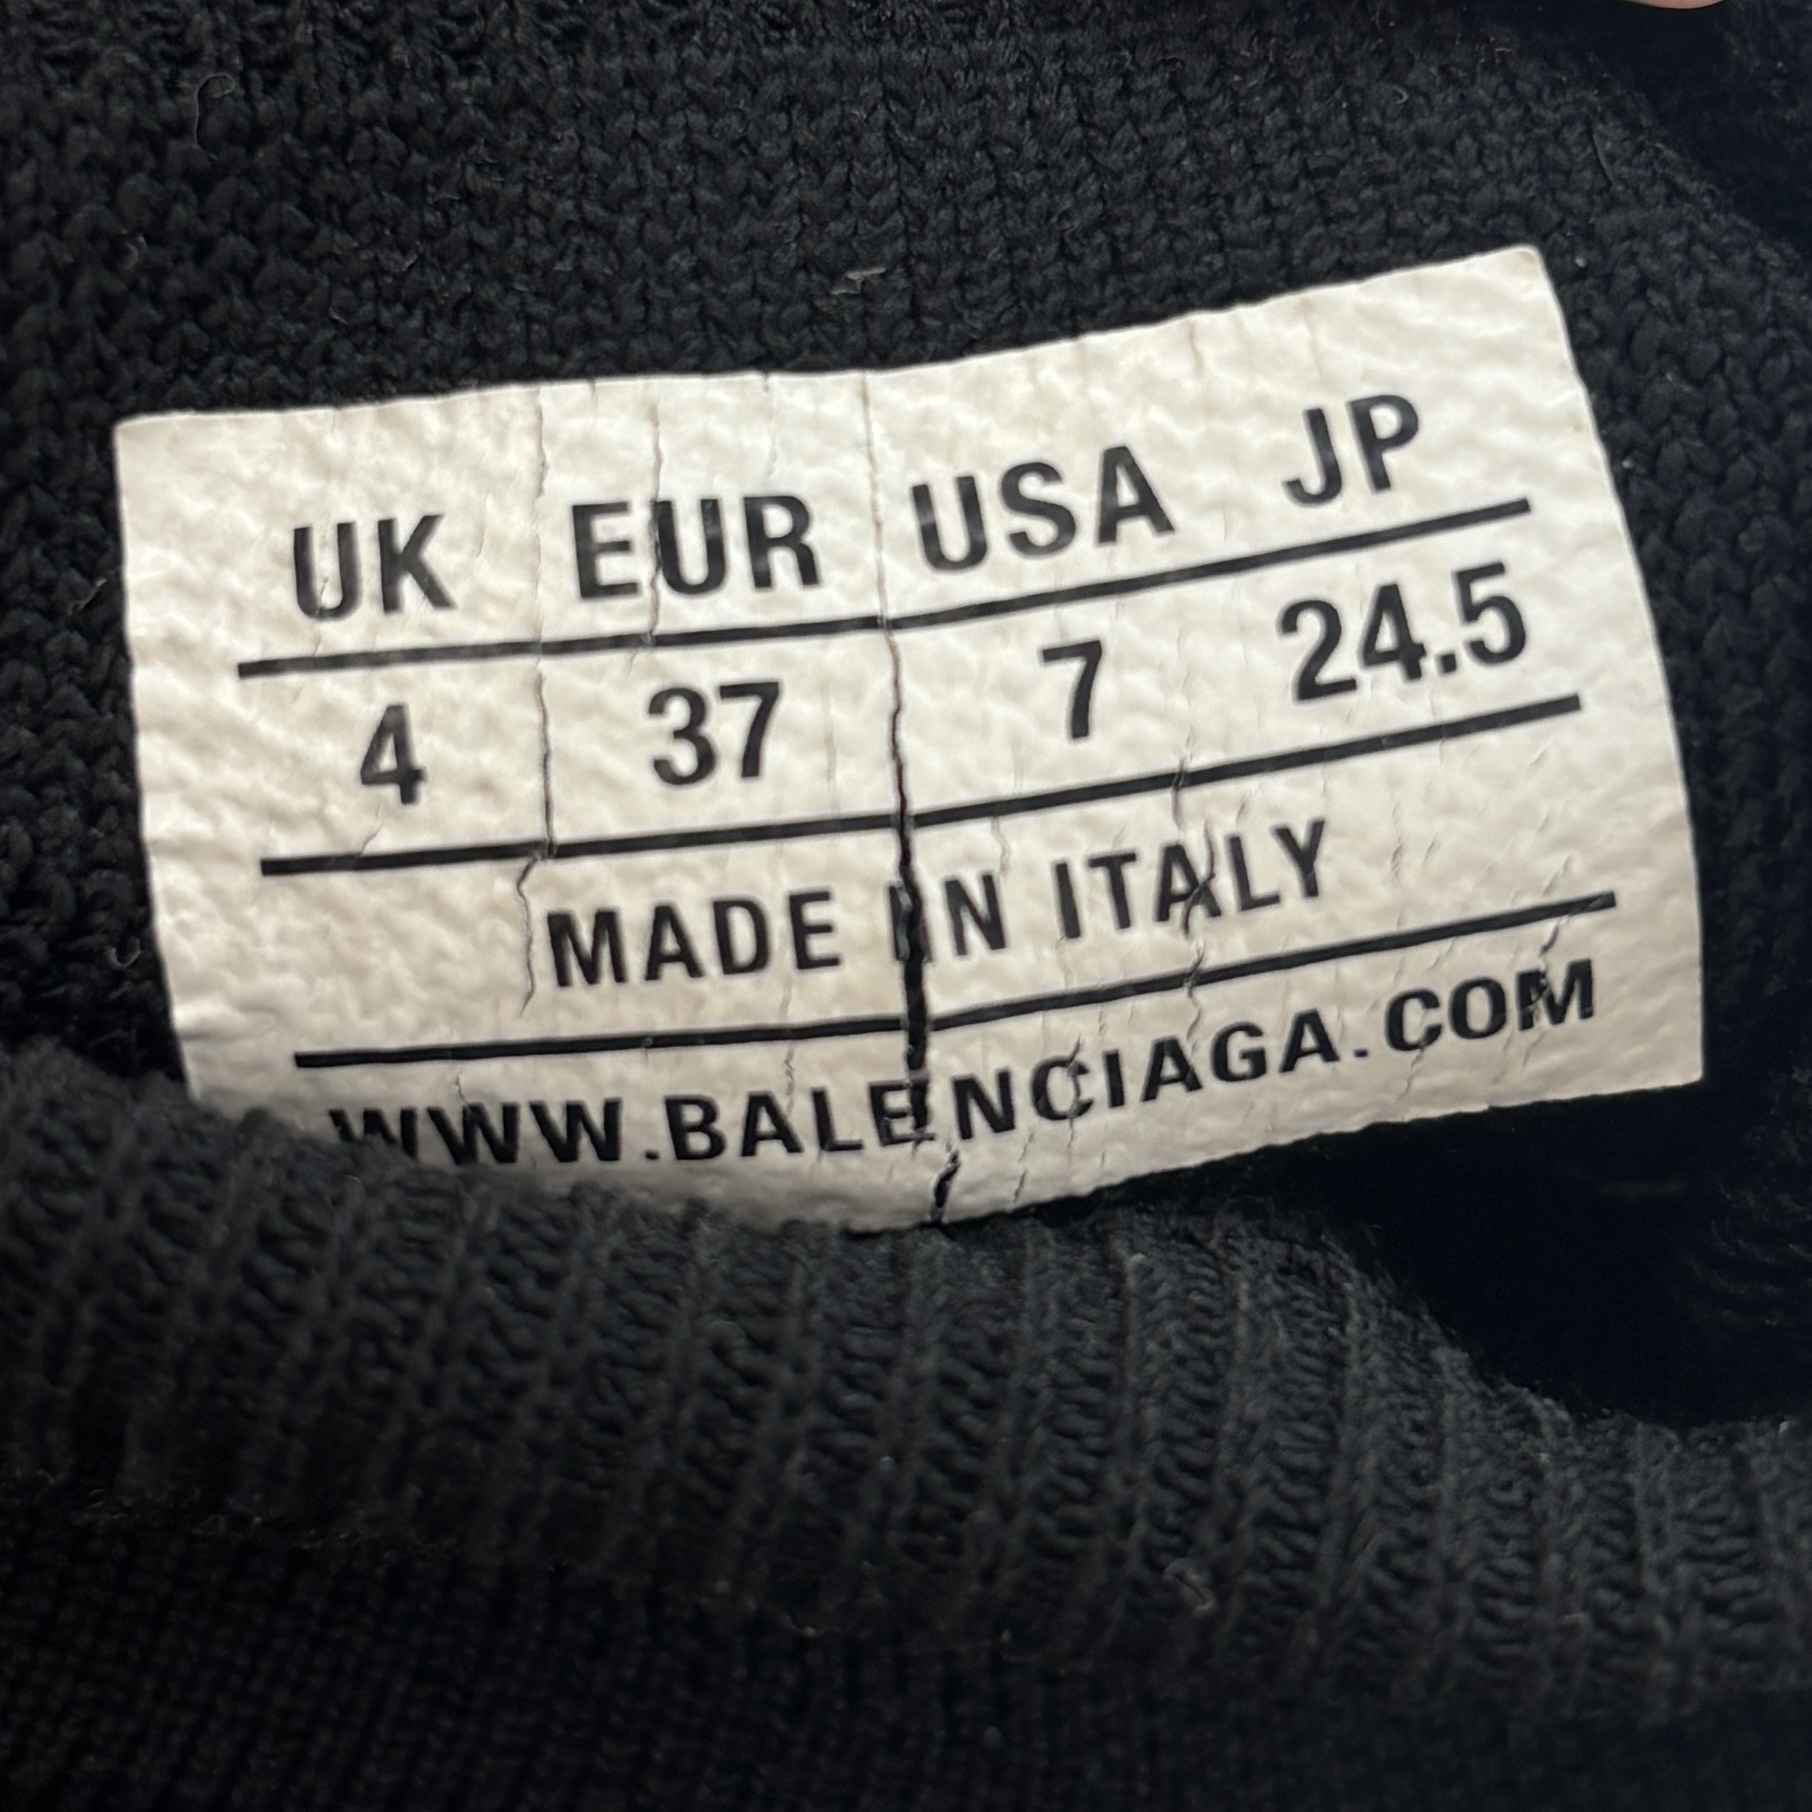 UK EUR USA JP
4 37 7 24.5
MADE IN ITALY
WWW.BALENCIAGA.COM